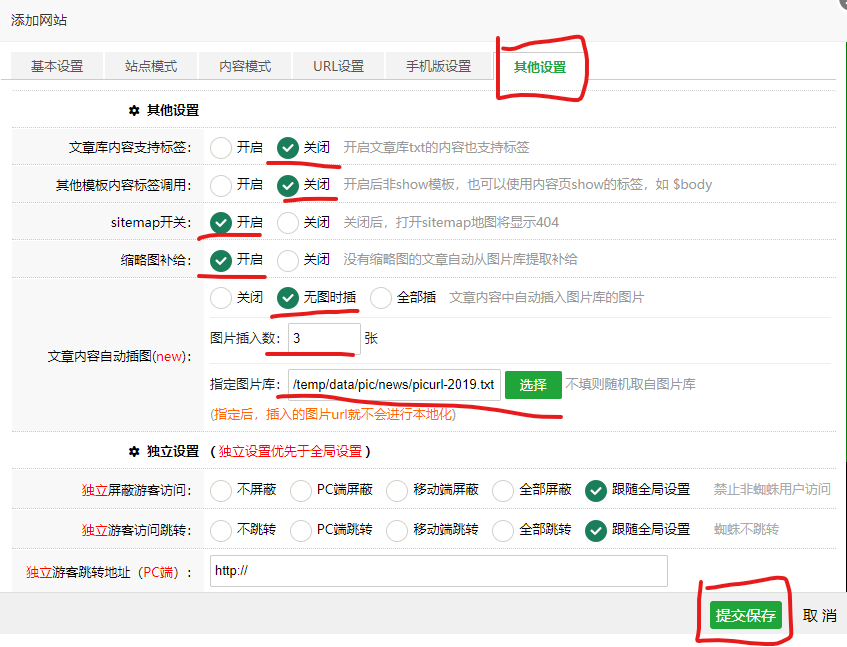 添加网站
基本设置 站点模式 内容模式 URL设置 手机版设置 其他设置
其他设置
文章库内容支持标签: 开启 关闭 开启文章库txt的内容也支持标签
其他模板内容标签调用: 开启 关闭 开启后非show模板，也可以使用内容页show的标签，如 $body
sitemap开关: 开启 关闭 关闭后，打开sitemap地图将显示404
缩略图补给: 开启 关闭 没有缩略图的文章自动从图片库提取补给
关闭 无图时插 全部插 文章内容中自动插入图片库的图片
文章内容自动插图(new):
图片插入数: 3 张
指定图片库: /temp/data/pic/news/picurl-2019.txt 选择 不填则随机取自图片库
(指定后，插入的图片url就不会进行本地化)
独立设置 ( 独立设置优先于全局设置 )
独立屏蔽游客访问: 不屏蔽 PC端屏蔽 移动端屏蔽 全部屏蔽 跟随全局设置 禁止非蜘蛛用户访问
独立游客访问跳转: 不跳转 PC端跳转 移动端跳转 全部跳转 跟随全局设置 蜘蛛不跳转
独立游客跳转地址（PC端）: http://
提交保存 取 消